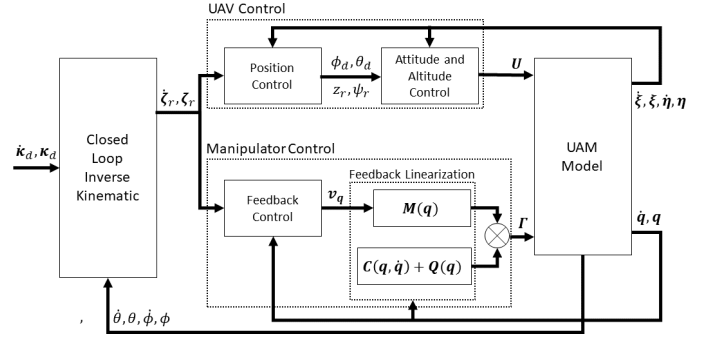 UAV Control
Position
Control
ϕ_d, θ_d
z_r, ψ_r
Attitude and
Altitude
Control
U
ζ̇_r, ζ_r
ξ̇, ξ, η̇, η
κ̇_d, κ_d
Closed
Loop
Inverse
Kinematic
UAM
Model
Manipulator Control
Feedback Linearization
Feedback
Control
v_q
M(q)
Γ
q̇, q
C(q, q̇) + Q(q)
, θ̇, θ, ϕ̇, ϕ